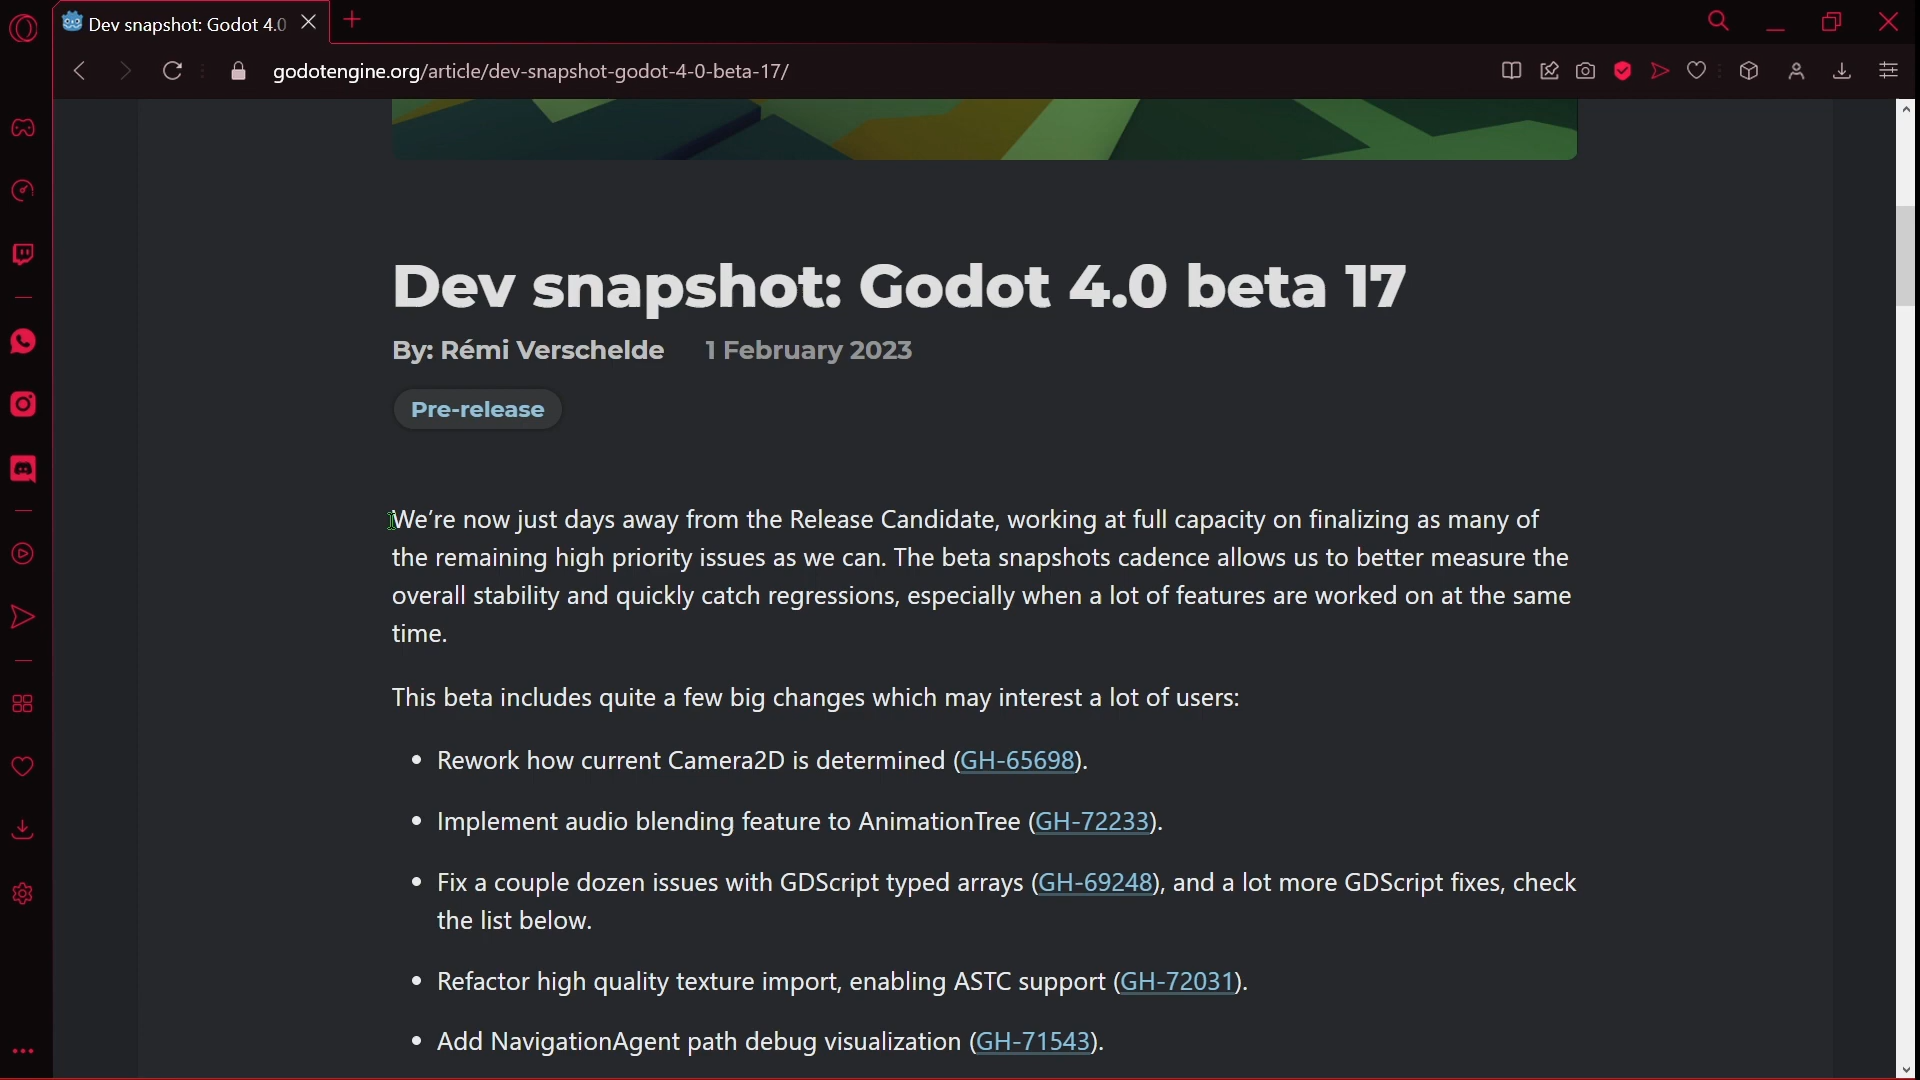 Dev snapshot: Godot 4.0
godotengine.org/article/dev-snapshot-godot-4-0-beta-17/
Dev snapshot: Godot 4.0 beta 17
By: Rémi Verschelde 1 February 2023
Pre-release
We’re now just days away from the Release Candidate, working at full capacity on finalizing as many of
the remaining high priority issues as we can. The beta snapshots cadence allows us to better measure the
overall stability and quickly catch regressions, especially when a lot of features are worked on at the same
time.
This beta includes quite a few big changes which may interest a lot of users:
• Rework how current Camera2D is determined (GH-65698).
• Implement audio blending feature to AnimationTree (GH-72233).
• Fix a couple dozen issues with GDScript typed arrays (GH-69248), and a lot more GDScript fixes, check
the list below.
• Refactor high quality texture import, enabling ASTC support (GH-72031).
• Add NavigationAgent path debug visualization (GH-71543).